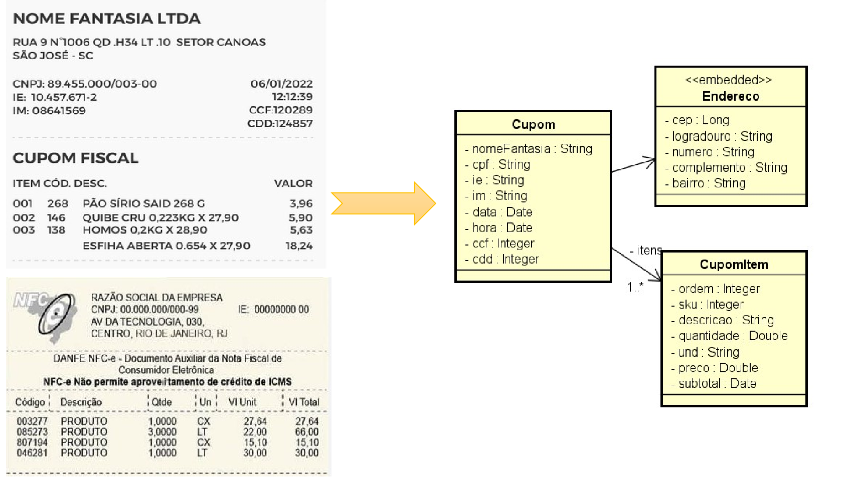 NOME FANTASIA LTDA
RUA 9 N°1006 QD .H34 LT .10 SETOR CANOAS
SÃO JOSÉ - SC
CNPJ: 89.455.000/003-00 06/01/2022
IE: 10.457.671-2 12:12:39
IM: 08641569 CCF:120289
CDD:124857
CUPOM FISCAL
ITEM CÓD. DESC. VALOR
001 268 PÃO SÍRIO SAID 268 G 3,96
002 146 QUIBE CRU 0,223KG X 27,90 5,90
003 138 HOMOS 0,2KG X 28,90 5,63
ESFIHA ABERTA 0.654 X 27,90 18,24
NFC-e
RAZÃO SOCIAL DA EMPRESA
CNPJ: 00.000.000/000-99 IE: 00000000 00
AV DA TECNOLOGIA, 030,
CENTRO, RIO DE JANEIRO, RJ
DANFE NFC-e - Documento Auxiliar da Nota Fiscal de
Consumidor Eletrônica
NFC-e Não permite aproveitamento de crédito de ICMS
Código Descrição Qtde Un Vl Unit Vl Total
003277 PRODUTO 1,0000 CX 27,64 27,64
085273 PRODUTO 3,0000 LT 22,00 66,00
807194 PRODUTO 1,0000 CX 15,10 15,10
046281 PRODUTO 1,0000 LT 30,00 30,00
Cupom
- nomeFantasia : String
- cpf : String
- ie : String
- im : String
- data : Date
- hora : Date
- ccf : Integer
- cdd : Integer
<<embedded>>
Endereco
- cep : Long
- logradouro : String
- numero : String
- complemento : String
- bairro : String
- itens
1..*
CupomItem
- ordem : Integer
- sku : Integer
- descricao : String
- quantidade : Double
- und : String
- preco : Double
- subtotal : Date